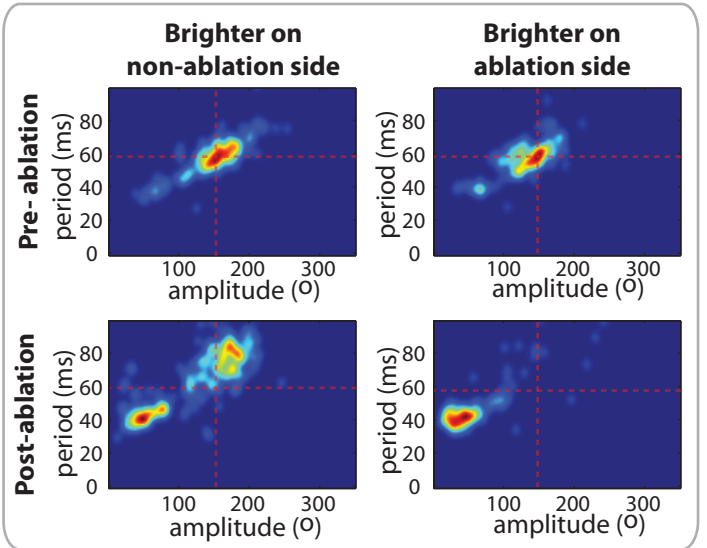 Brighter on
non-ablation side
Brighter on
ablation side
Pre- ablation
period (ms)
80
60
40
20
0
100 200 300
amplitude (O)
period (ms)
80
60
40
20
0
100 200 300
amplitude (O)
Post-ablation
period (ms)
80
60
40
20
0
100 200 300
amplitude (O)
period (ms)
80
60
40
20
0
100 200 300
amplitude (O)